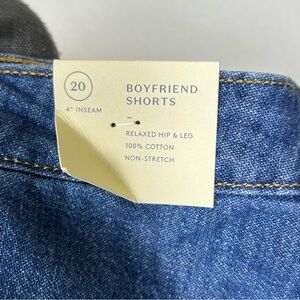 20
4" INSEAM
BOYFRIEND
SHORTS
RELAXED HIP & LEG
100% COTTON
NON-STRETCH